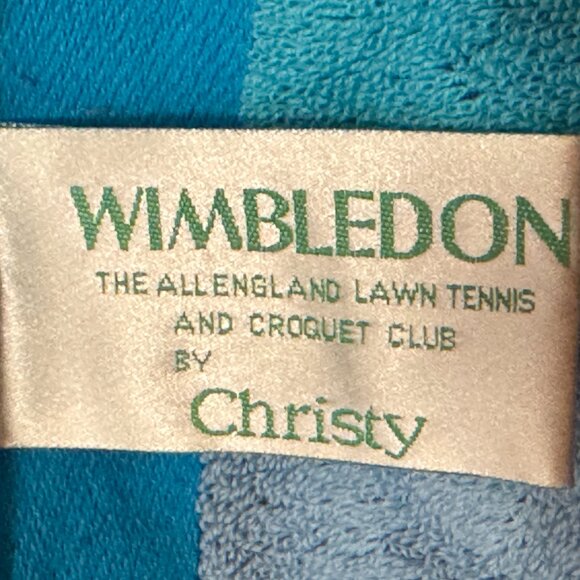 WIMBLEDON
THE ALLENGLAND LAWN TENNIS
AND CROQUET CLUB
BY
Christy